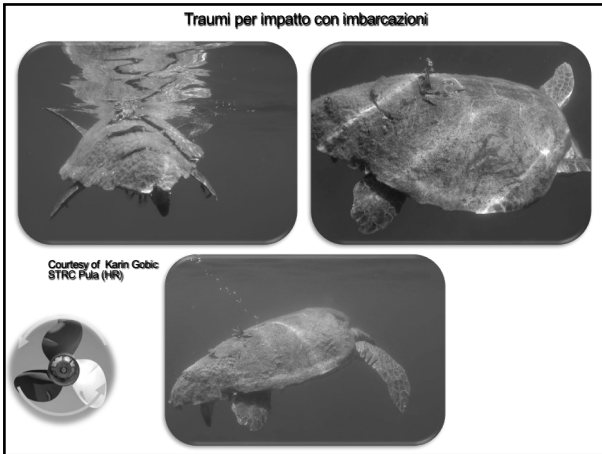 Traumi per impatto con imbarcazioni
Courtesy of Karin Gobic
STRC Pula (HR)